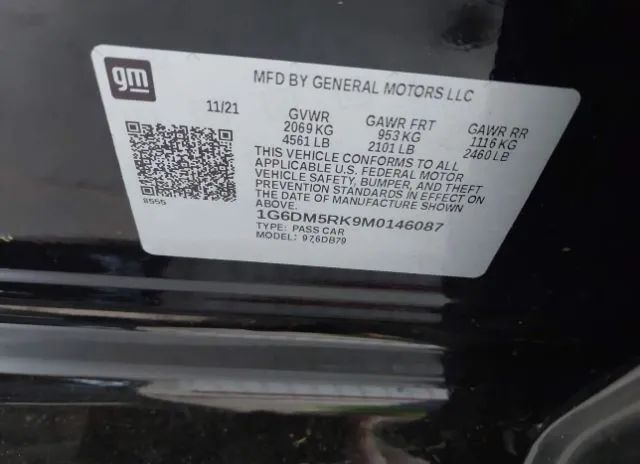 gm
MFD BY GENERAL MOTORS LLC
11/21 GVWR GAWR FRT GAWR RR
2069 KG 953 KG 1116 KG
4561 LB 2101 LB 2460 LB
THIS VEHICLE CONFORMS TO ALL
APPLICABLE U.S. FEDERAL MOTOR
VEHICLE SAFETY, BUMPER, AND THEFT
PREVENTION STANDARDS IN EFFECT ON
THE DATE OF MANUFACTURE SHOWN
ABOVE.
8555
1G6DM5RK9M0146087
TYPE: PASS CAR
MODEL: 976DB79